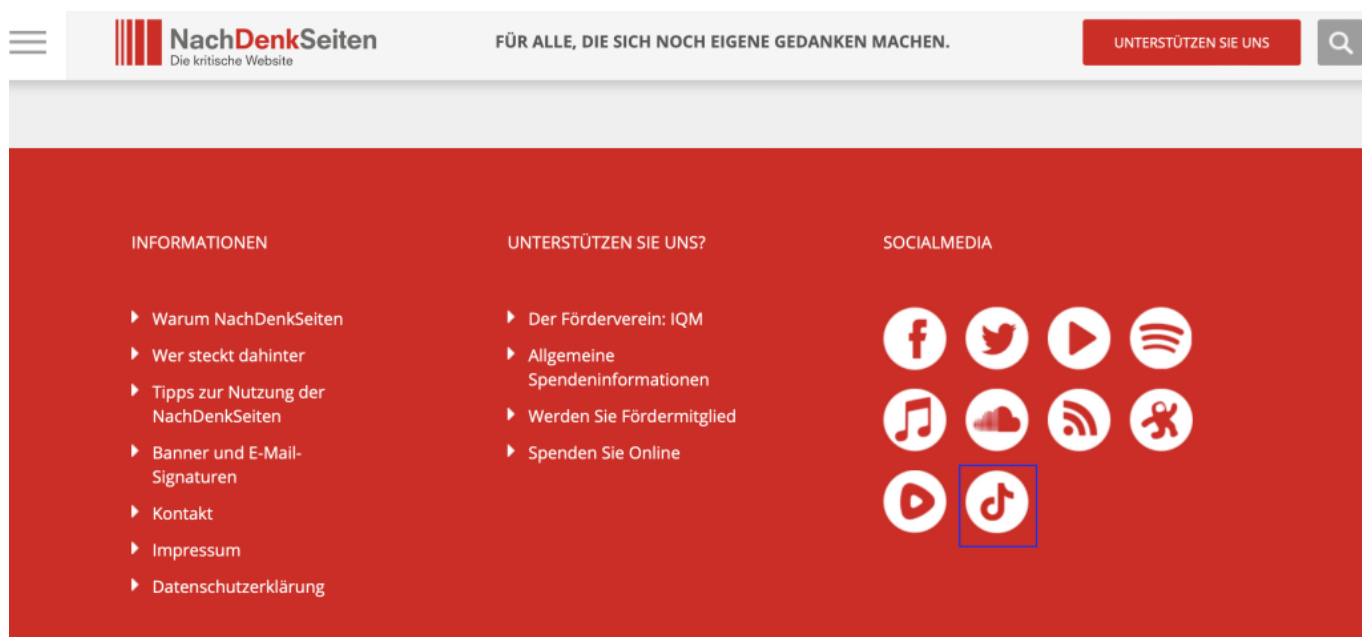 NachDenkSeiten
Die kritische Website
FÜR ALLE, DIE SICH NOCH EIGENE GEDANKEN MACHEN.
UNTERSTÜTZEN SIE UNS
INFORMATIONEN
Warum NachDenkSeiten
Wer steckt dahinter
Tipps zur Nutzung der
NachDenkSeiten
Banner und E-Mail-
Signaturen
Kontakt
Impressum
Datenschutzerklärung
UNTERSTÜTZEN SIE UNS?
Der Förderverein: IQM
Allgemeine
Spendeninformationen
Werden Sie Fördermitglied
Spenden Sie Online
SOCIALMEDIA